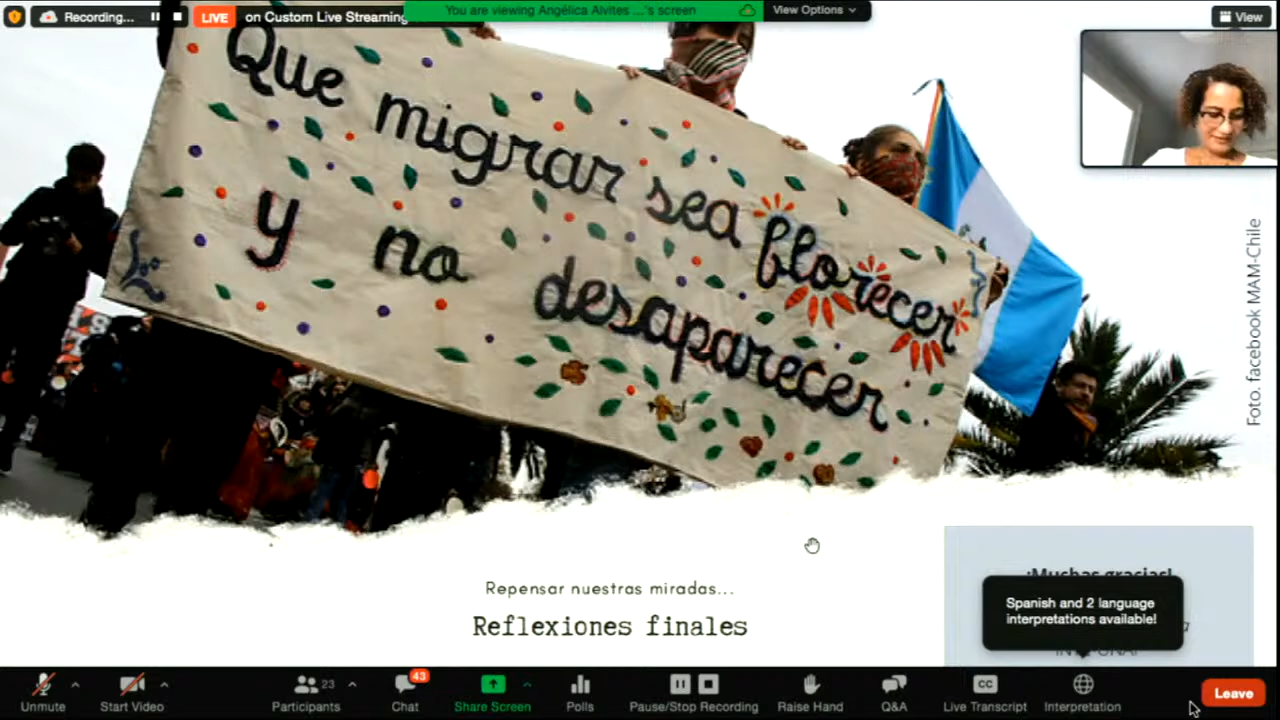 Recording...
LIVE
on Custom Live Streaming
You are viewing Angélica Alvites ...'s screen
View Options
View
Que migrar sea florecer
y no desaparecer
Foto. facebook MAM-Chile
Repensar nuestras miradas...
Reflexiones finales
¡Muchas gracias!
Spanish and 2 language
interpretations available!
Unmute
Start Video
23
Participants
43
Chat
Share Screen
Polls
Pause/Stop Recording
Raise Hand
Q&A
CC
Live Transcript
Interpretation
Leave